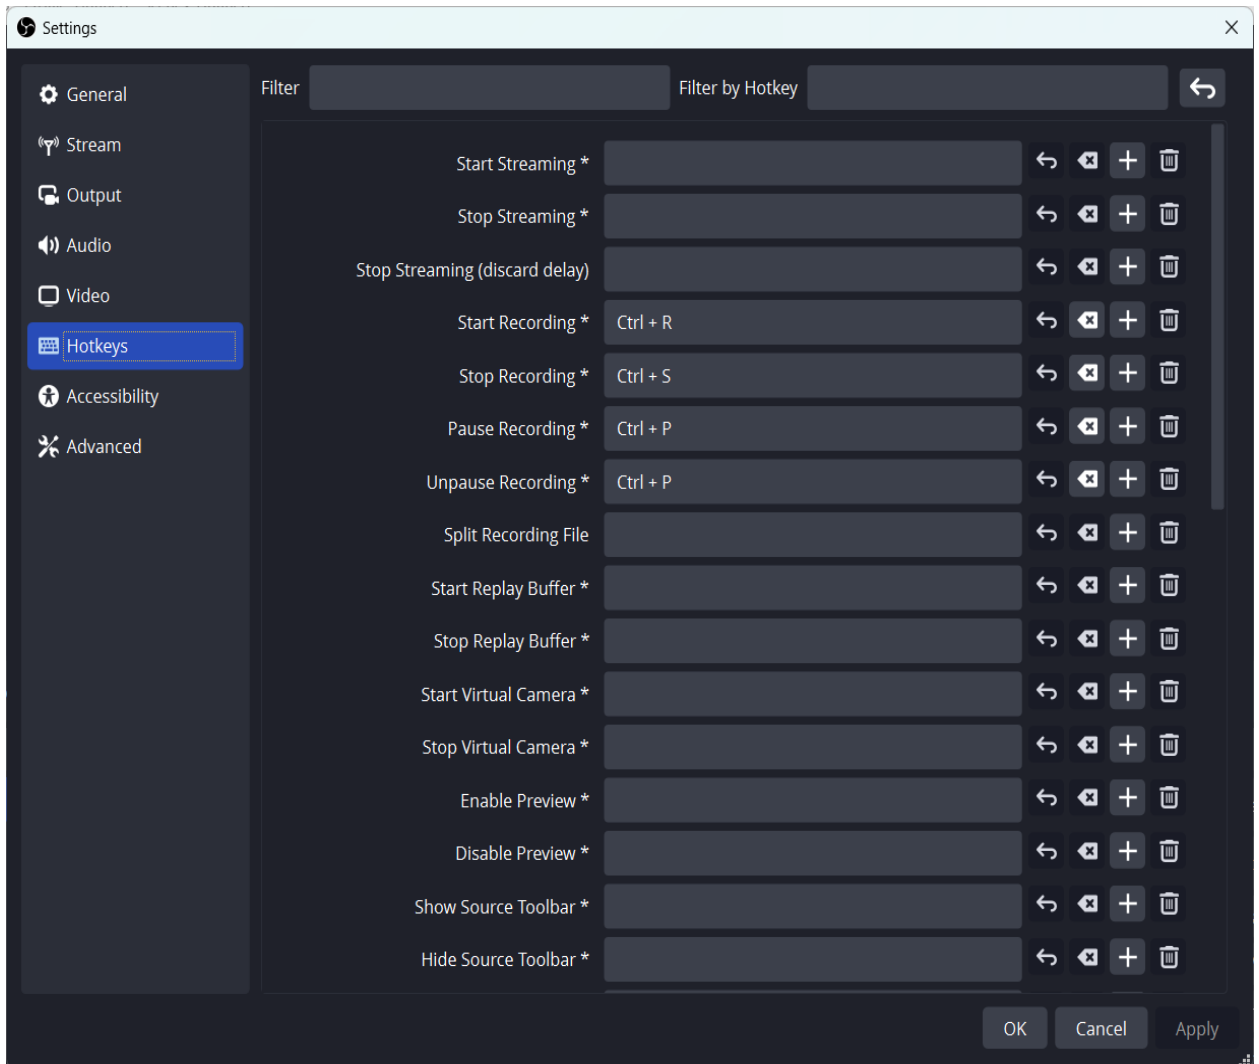 Settings
General
Stream
Output
Audio
Video
Hotkeys
Accessibility
Advanced
Filter
Filter by Hotkey
Start Streaming *
Stop Streaming *
Stop Streaming (discard delay)
Start Recording * Ctrl + R
Stop Recording * Ctrl + S
Pause Recording * Ctrl + P
Unpause Recording * Ctrl + P
Split Recording File
Start Replay Buffer *
Stop Replay Buffer *
Start Virtual Camera *
Stop Virtual Camera *
Enable Preview *
Disable Preview *
Show Source Toolbar *
Hide Source Toolbar *
OK Cancel Apply